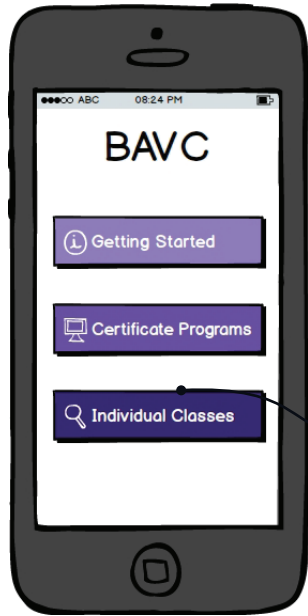 ABC 08:24 PM
BAVC
Getting Started
Certificate Programs
Individual Classes